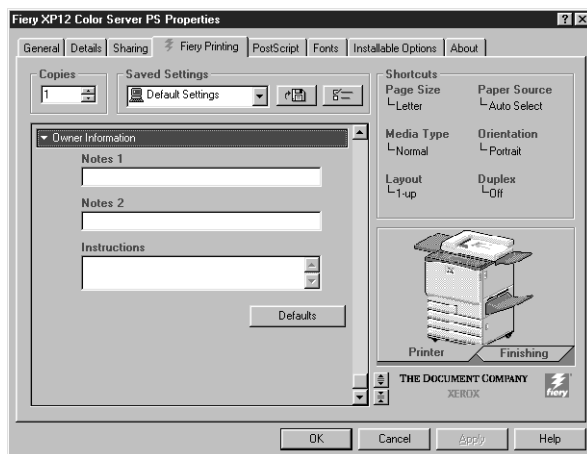 Fiery XP12 Color Server PS Properties
General Details Sharing Fiery Printing PostScript Fonts Installable Options About
Copies
1
Saved Settings
Default Settings
Owner Information
Notes 1
Notes 2
Instructions
Defaults
Shortcuts
Page Size
Letter
Paper Source
Auto Select
Media Type
Normal
Orientation
Portrait
Layout
1-up
Duplex
Off
Printer
Finishing
THE DOCUMENT COMPANY
XEROX
fiery
OK Cancel Apply Help